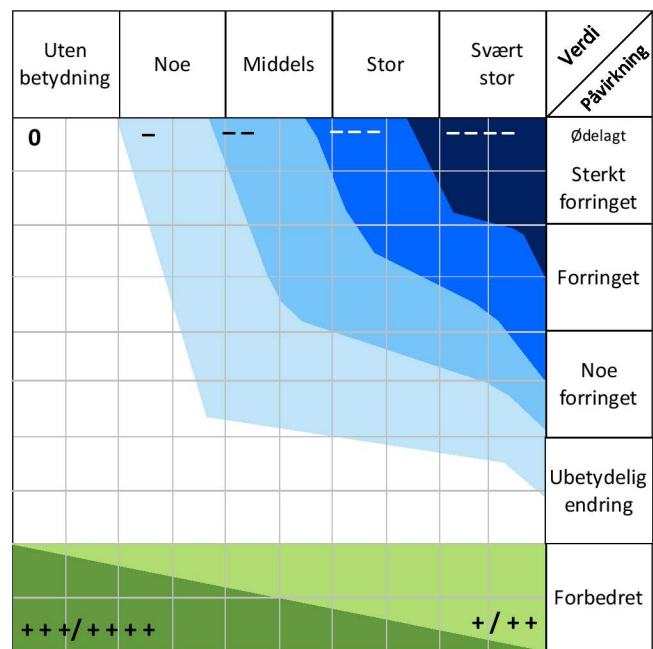 Uten
betydning
Noe
Middels
Stor
Svært
stor
Verdi
Påvirkning
0
–
– –
– – –
– – – –
Ødelagt
Sterkt
forringet
Forringet
Noe
forringet
Ubetydelig
endring
Forbedret
+ + +/ + + + +
+ / + +